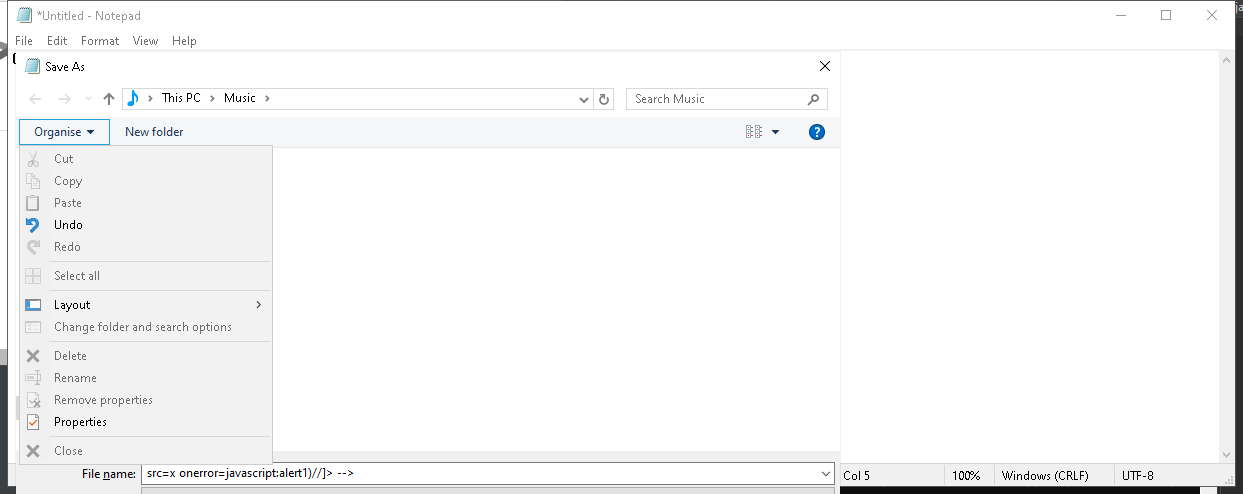 *Untitled - Notepad
File Edit Format View Help
Save As
This PC Music
Search Music
Organise New folder
?
Cut
Copy
Paste
Undo
Redo
Select all
Layout
Change folder and search options
Delete
Rename
Remove properties
Properties
Close
File name: src=x onerror=javascript:alert1)//]> -->
Col 5 100% Windows (CRLF) UTF-8